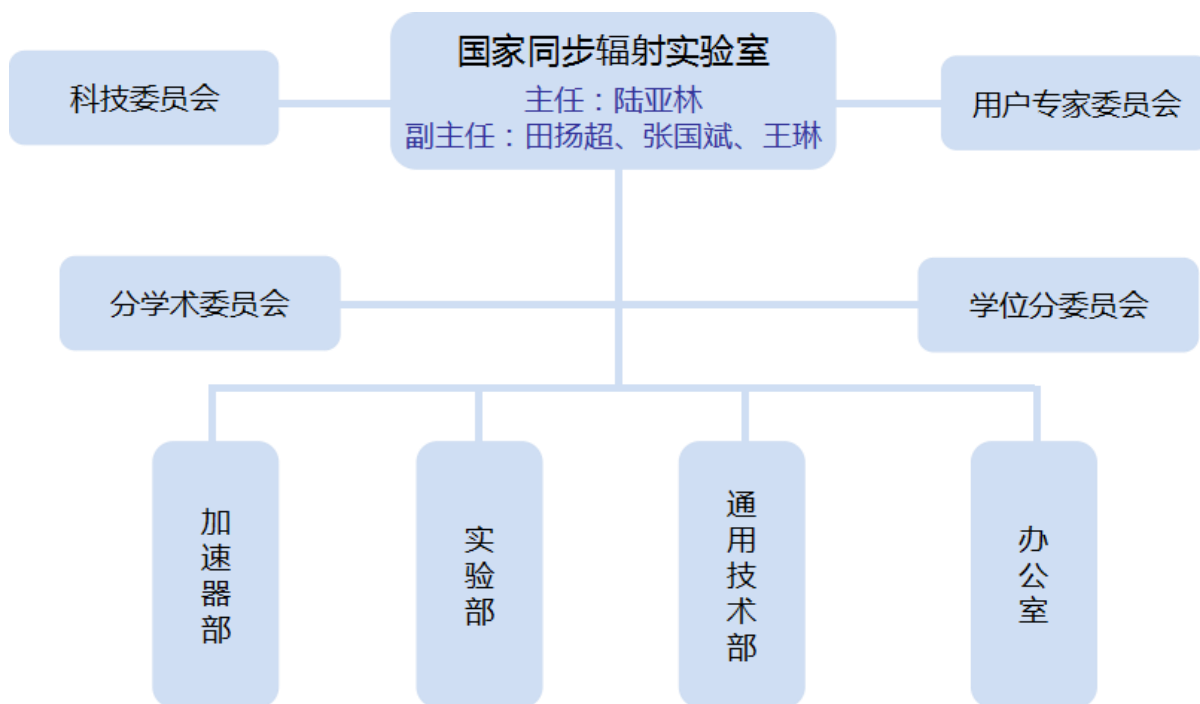 国家同步辐射实验室
主任：陆亚林
副主任：田扬超、张国斌、王琳
科技委员会
用户专家委员会
分学术委员会
学位分委员会
加速器部
实验部
通用技术部
办公室